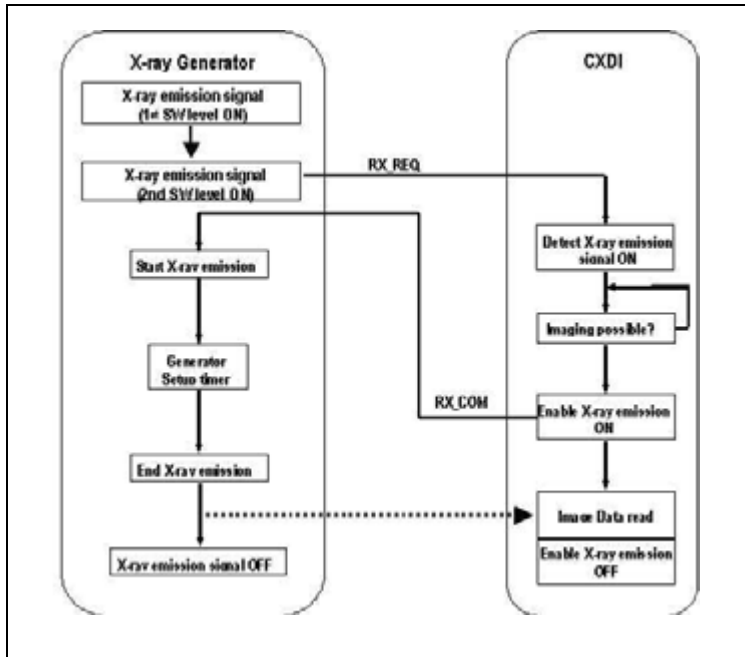 X-ray Generator
X-ray emission signal
(1st SW level ON)
X-ray emission signal
(2nd SW level ON)
Start X-ray emission
Generator
Setup timer
End X-ray emission
X-ray emission signal OFF
RX_REQ
RX_COM
CXDI
Detect X-ray emission
signal ON
Imaging possible?
Enable X-ray emission
ON
Image Data read
Enable X-ray emission
OFF